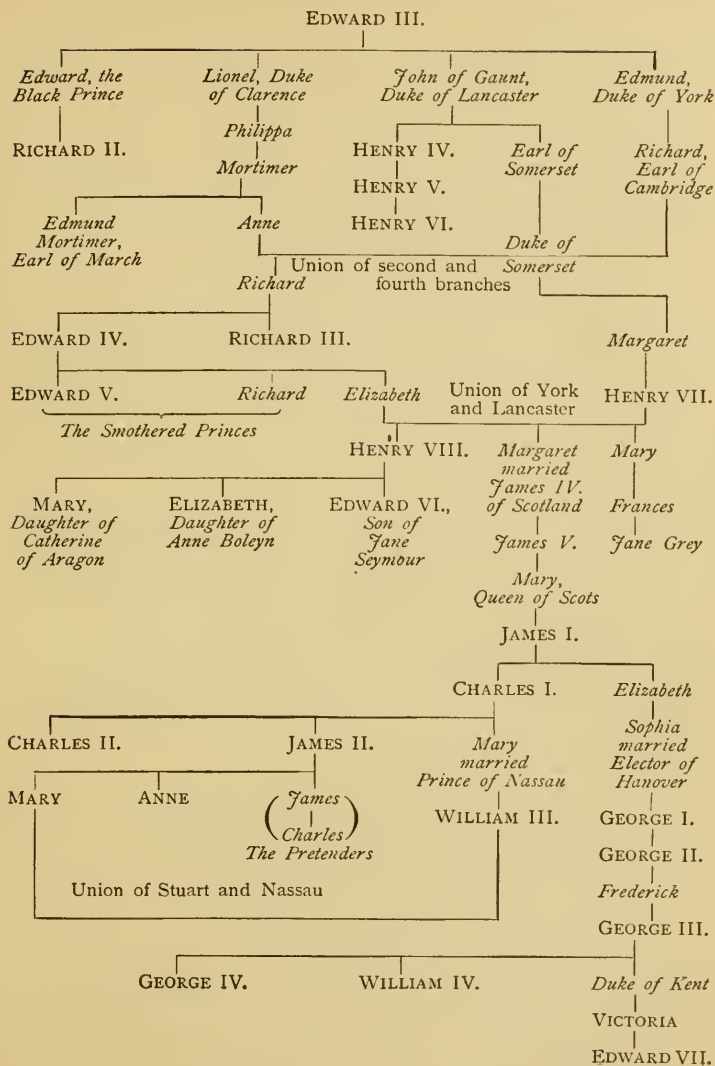 EDWARD III.
Edward, the Black Prince
Lionel, Duke of Clarence
John of Gaunt, Duke of Lancaster
Edmund, Duke of York
RICHARD II.
Philippa
Mortimer
HENRY IV.
HENRY V.
HENRY VI.
Earl of Somerset
Richard, Earl of Cambridge
Edmund Mortimer, Earl of March
Anne
Duke of Somerset
Union of second and fourth branches
Richard
EDWARD IV.
RICHARD III.
Margaret
EDWARD V.
Richard
Elizabeth
Union of York and Lancaster
HENRY VII.
The Smothered Princes
HENRY VIII.
Margaret married James IV. of Scotland
Mary
MARY, Daughter of Catherine of Aragon
ELIZABETH, Daughter of Anne Boleyn
EDWARD VI., Son of Jane Seymour
Frances
James V.
Jane Grey
Mary, Queen of Scots
JAMES I.
CHARLES I.
Elizabeth
CHARLES II.
JAMES II.
Mary married Prince of Nassau
Sophia married Elector of Hanover
MARY
ANNE
(James
Charles)
The Pretenders
WILLIAM III.
GEORGE I.
GEORGE II.
Union of Stuart and Nassau
Frederick
GEORGE III.
GEORGE IV.
WILLIAM IV.
Duke of Kent
VICTORIA
EDWARD VII.